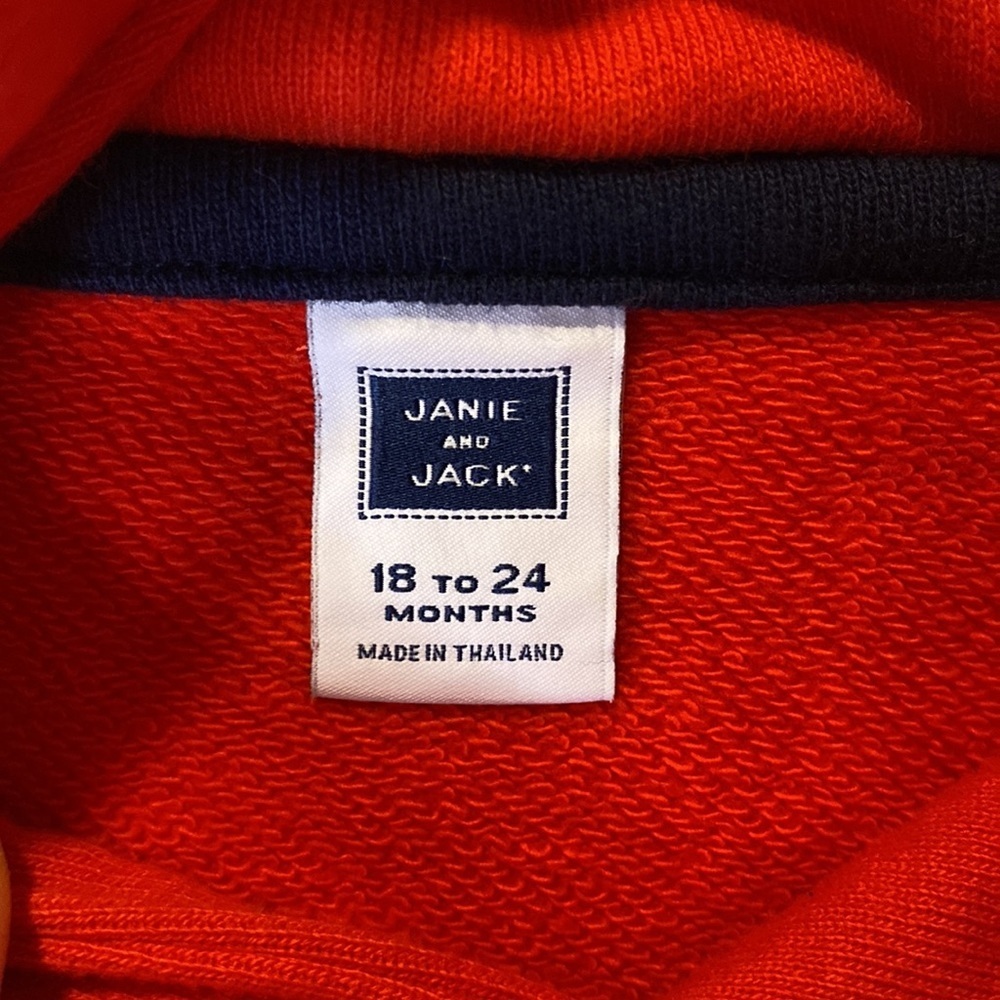 JANIE
AND
JACK
18 TO 24
MONTHS
MADE IN THAILAND